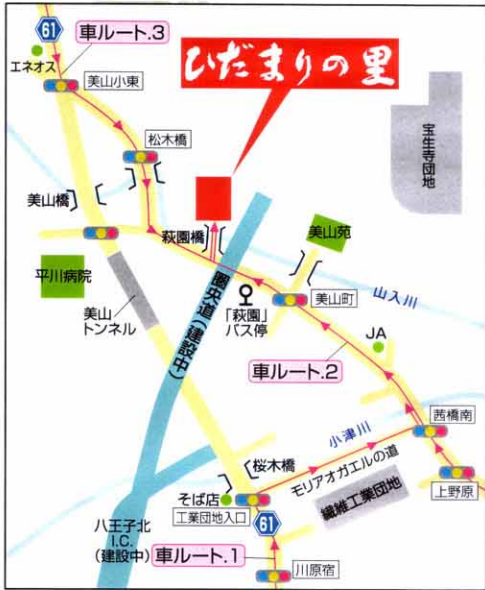 61
車ルート.3
エネオス
美山小東
ひだまりの里
宝生寺団地
松木橋
美山橋
萩園橋
美山苑
平川病院
圏央道(建設中)
「萩園」
バス停
美山町
山入川
美山
トンネル
JA
車ルート.2
小津川
茜橋南
桜木橋
モリアオガエルの道
そば店
工業団地入口
繊維工業団地
上野原
八王子北
I.C.
(建設中)
61
車ルート.1
川原宿